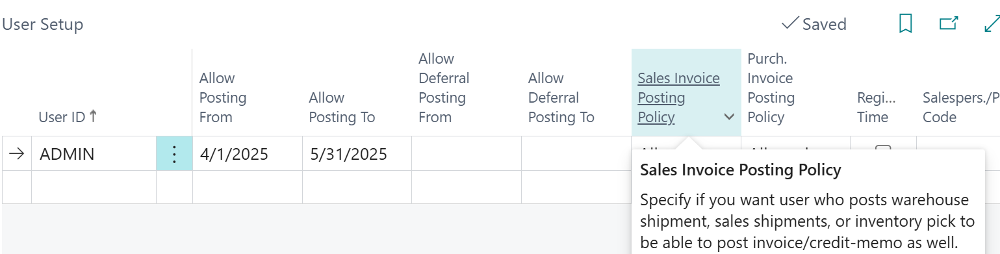 User Setup
Saved
User ID ↑
Allow
Posting
From
Allow
Posting To
Allow
Deferral
Posting
From
Allow
Deferral
Posting To
Sales Invoice
Posting
Policy
Purch.
Invoice
Posting
Policy
Regi...
Time
Salespers./P
Code
ADMIN
4/1/2025
5/31/2025
Sales Invoice Posting Policy
Specify if you want user who posts warehouse
shipment, sales shipments, or inventory pick to
be able to post invoice/credit-memo as well.